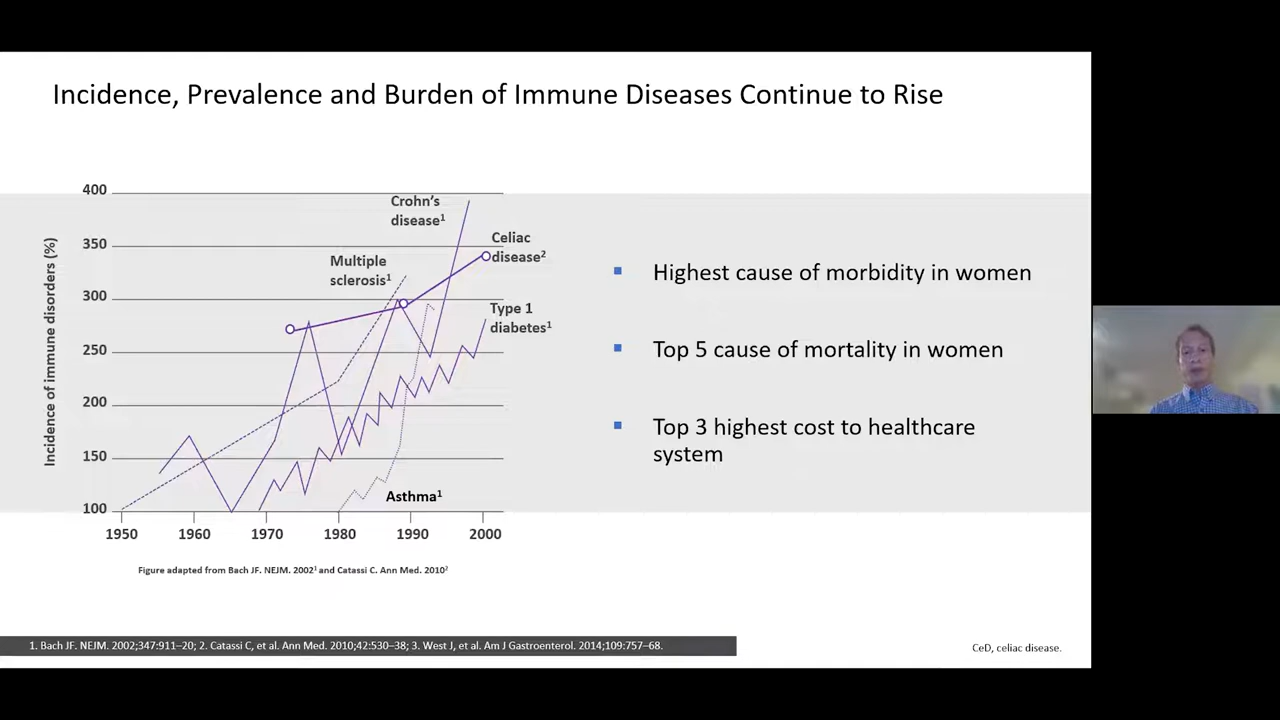 Incidence, Prevalence and Burden of Immune Diseases Continue to Rise
Incidence of immune disorders (%)
400
350
300
250
200
150
100
1950
1960
1970
1980
1990
2000
Crohn's
disease¹
Celiac
disease²
Multiple
sclerosis¹
Type 1
diabetes¹
Asthma¹
Figure adapted from Bach JF. NEJM. 2002¹ and Catassi C. Ann Med. 2010²
▪ Highest cause of morbidity in women
▪ Top 5 cause of mortality in women
▪ Top 3 highest cost to healthcare
system
1. Bach JF. NEJM. 2002;347:911–20; 2. Catassi C, et al. Ann Med. 2010;42:530–38; 3. West J, et al. Am J Gastroenterol. 2014;109:757–68.
CeD, celiac disease.